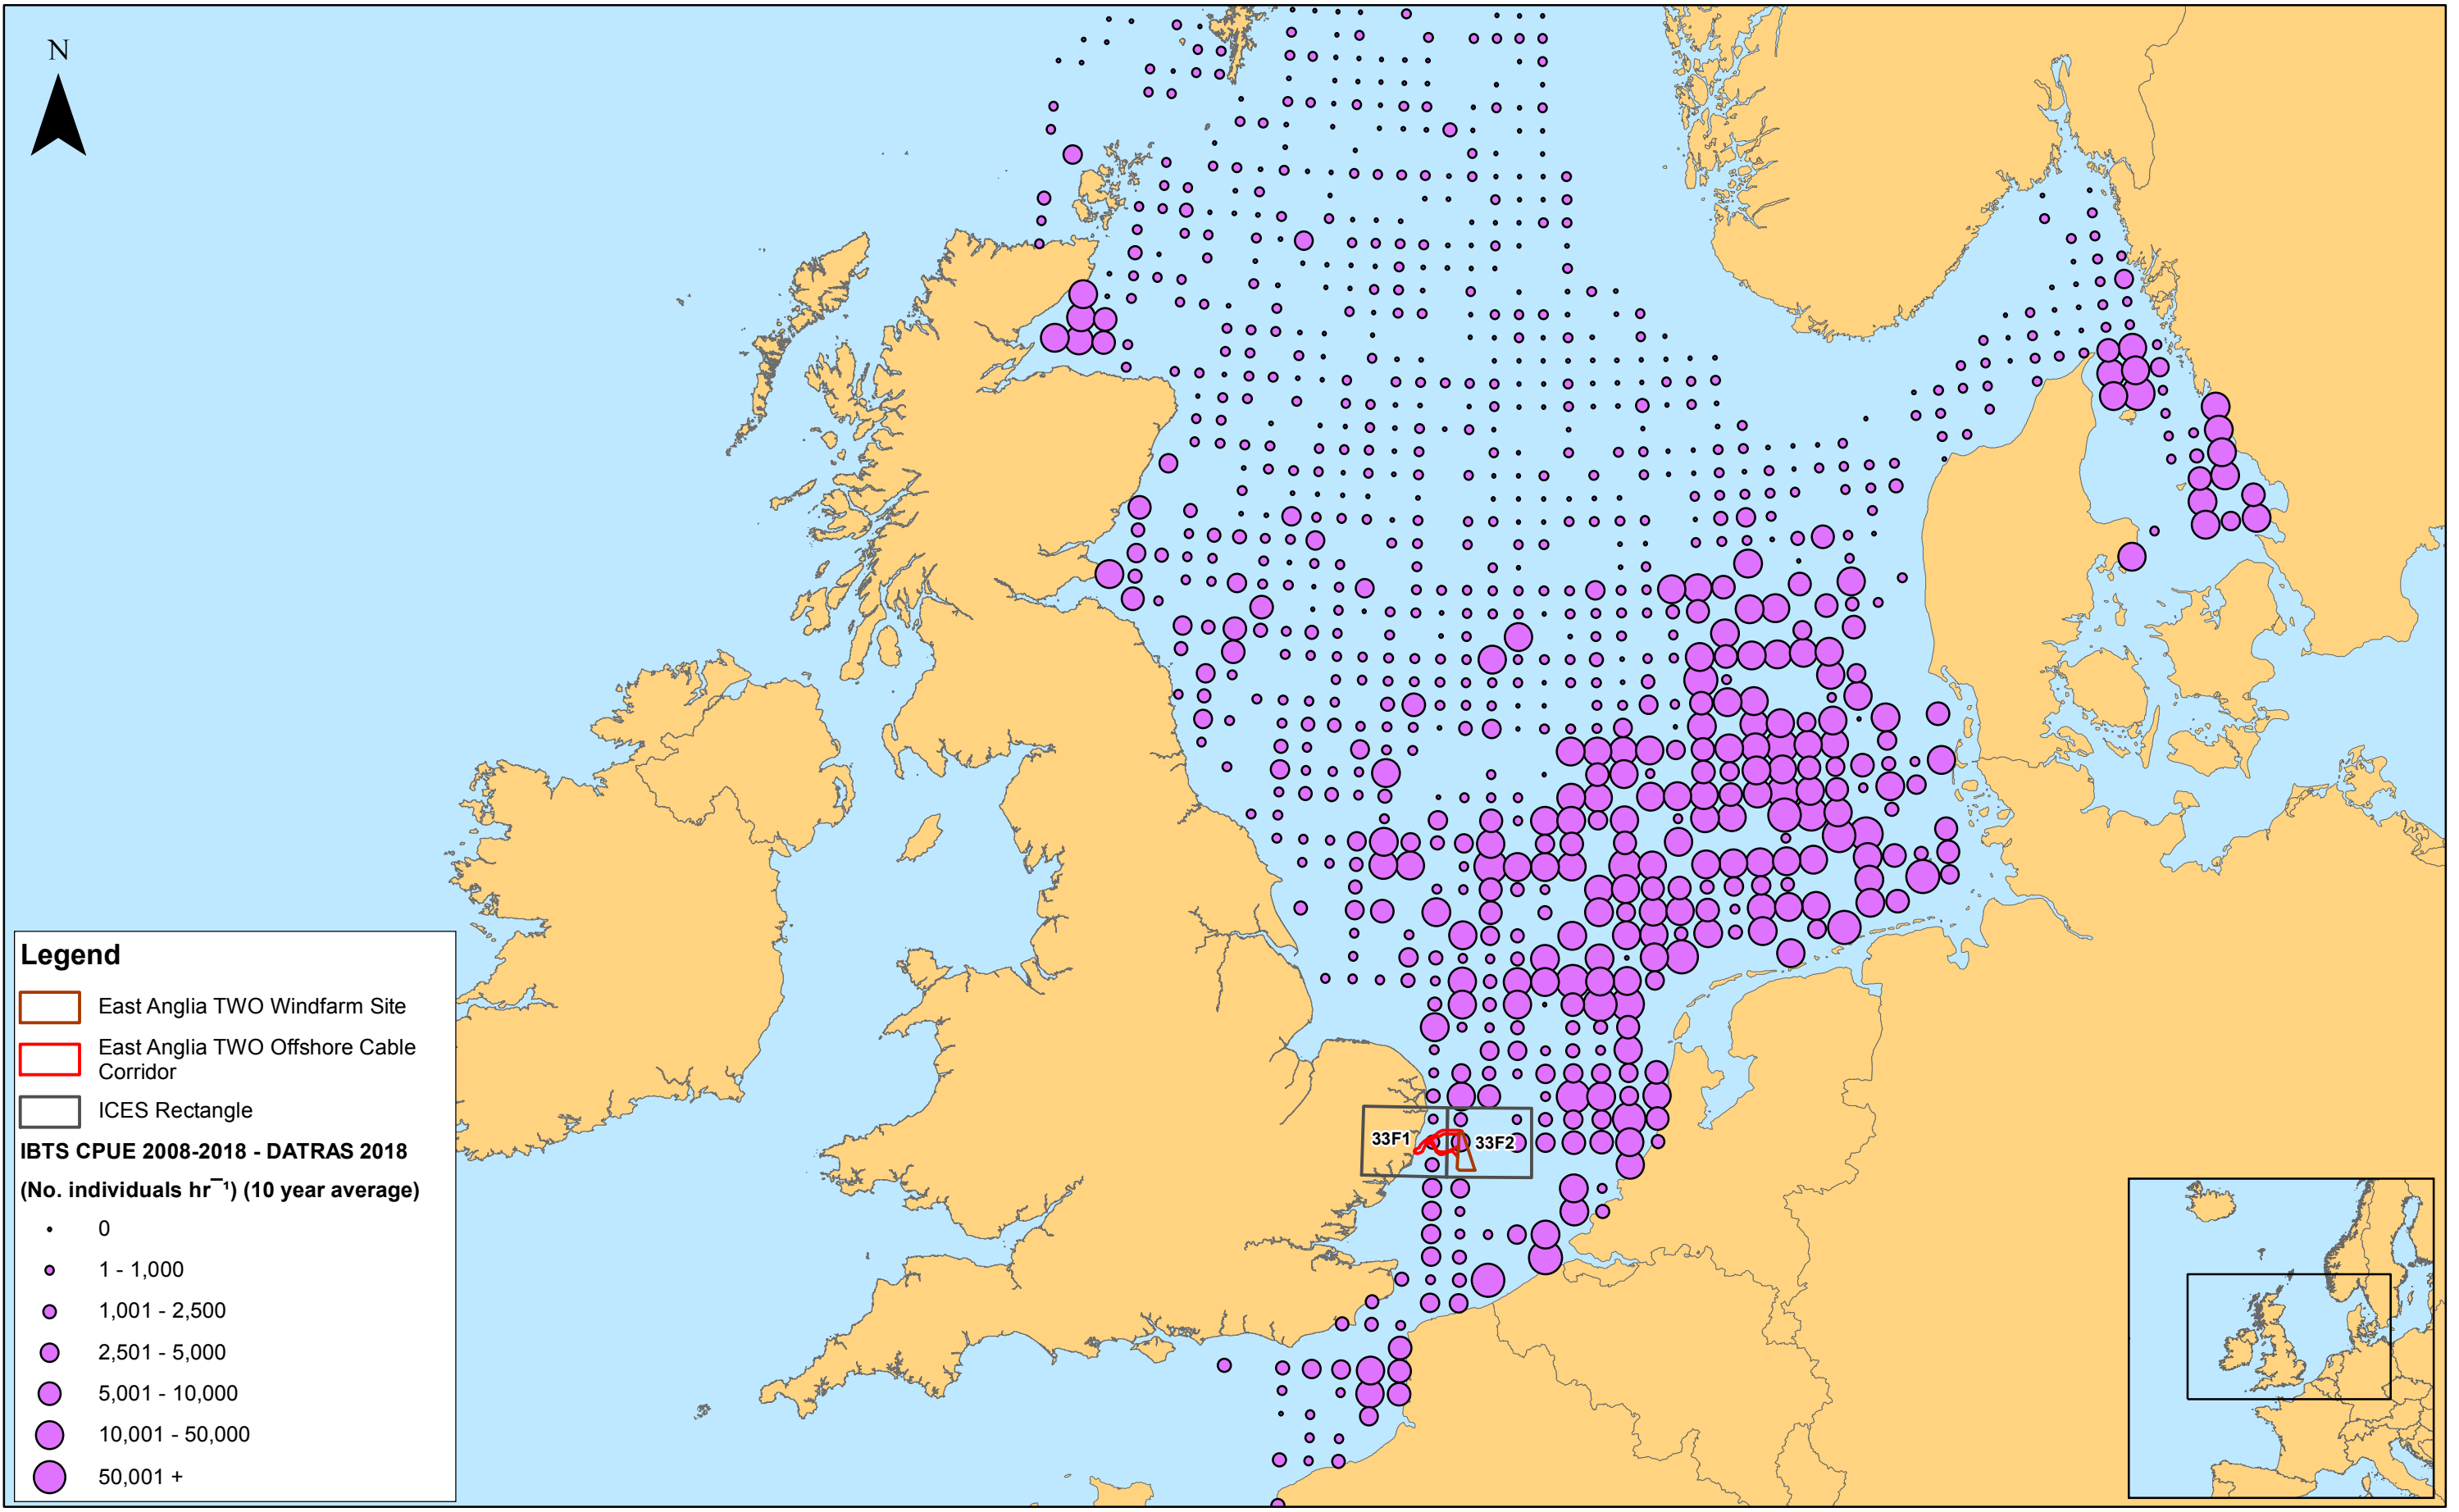 N
33F1
33F2
Legend
East Anglia TWO Windfarm Site
East Anglia TWO Offshore Cable
Corridor
ICES Rectangle
IBTS CPUE 2008-2018 - DATRAS 2018
(No. individuals hr⁻¹) (10 year average)
0
1 - 1,000
1,001 - 2,500
2,501 - 5,000
5,001 - 10,000
10,001 - 50,000
50,001 +